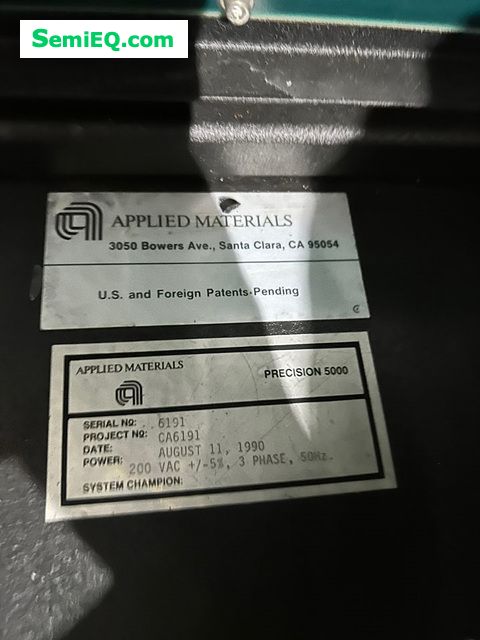 SemiEQ.com
APPLIED MATERIALS
3050 Bowers Ave., Santa Clara, CA 95054
U.S. and Foreign Patents Pending
APPLIED MATERIALS
PRECISION 5000
SERIAL NO: 6191
PROJECT NO: CA6191
DATE: AUGUST 11, 1990
POWER: 200 VAC +/-5%, 3 PHASE, 50Hz.
SYSTEM CHAMPION: